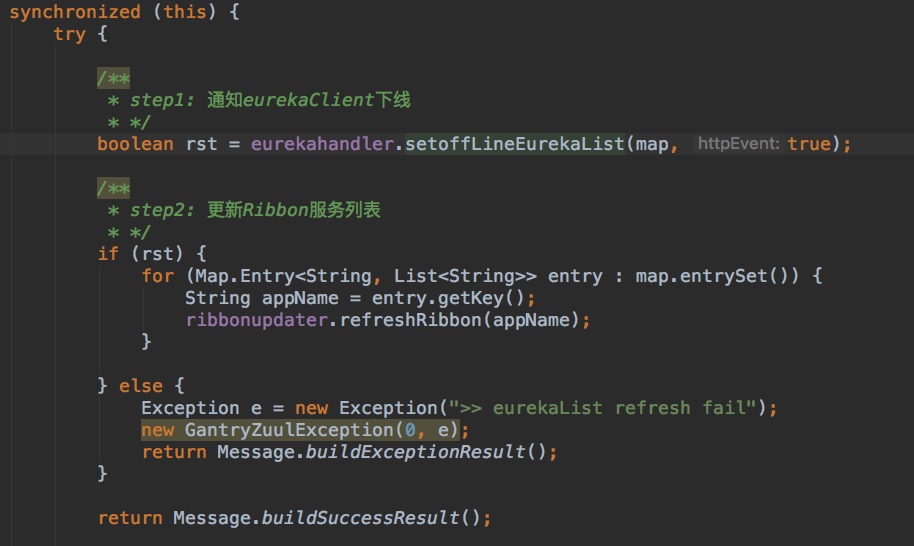 synchronized (this) {
try {
/**
* step1: 通知eurekaClient下线
* */
boolean rst = eurekahandler.setoffLineEurekaList(map, httpEvent: true);
/**
* step2: 更新Ribbon服务列表
* */
if (rst) {
for (Map.Entry<String, List<String>> entry : map.entrySet()) {
String appName = entry.getKey();
ribbonupdater.refreshRibbon(appName);
}
} else {
Exception e = new Exception(">> eurekaList refresh fail");
new GantryZuulException(0, e);
return Message.buildExceptionResult();
}
return Message.buildSuccessResult();